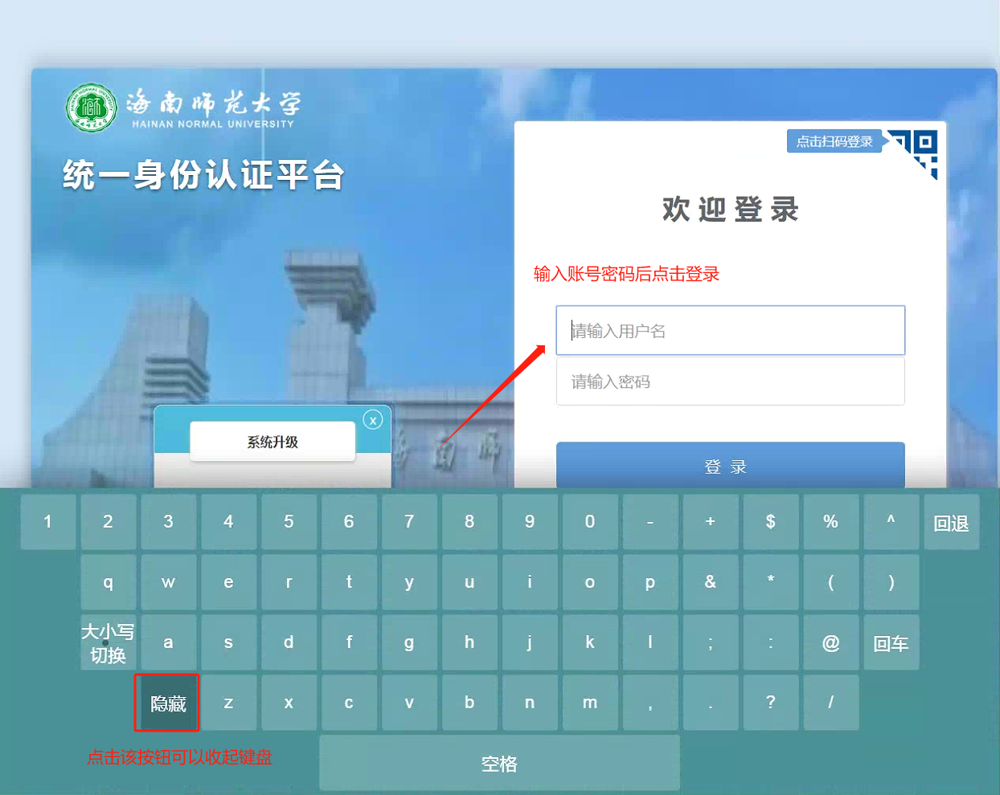 海南师范大学
HAINAN NORMAL UNIVERSITY
统一身份认证平台
点击扫码登录
欢迎登录
输入账号密码后点击登录
请输入用户名
请输入密码
登 录
x
系统升级
海南师
1 2 3 4 5 6 7 8 9 0 - + $ % ^ 回退
q w e r t y u i o p & * ( )
大小写
切换 a s d f g h j k l ; : @ 回车
隐藏 z x c v b n m , . ? /
点击该按钮可以收起键盘
空格